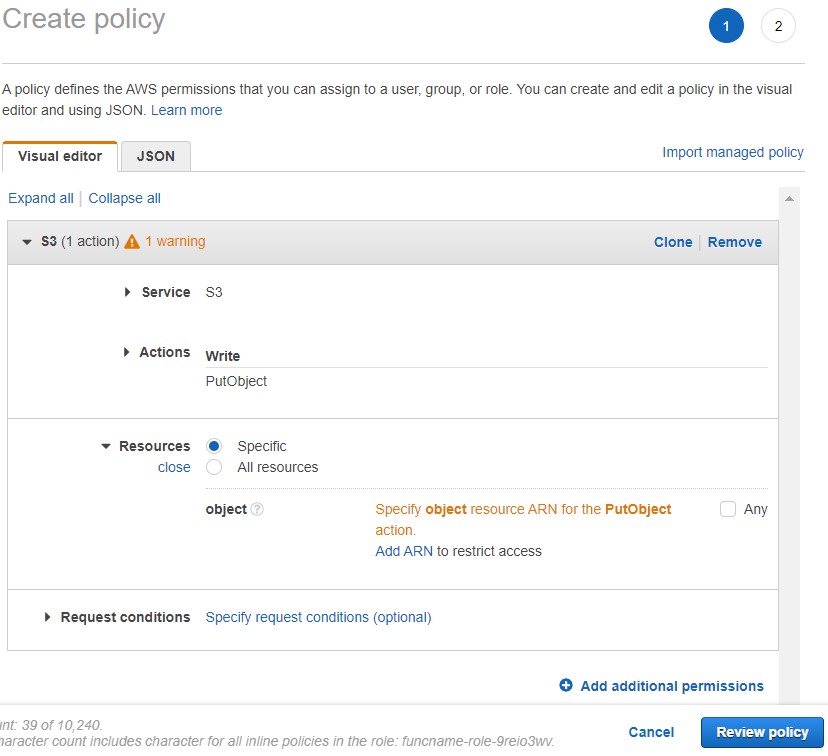 Create policy
1
2
A policy defines the AWS permissions that you can assign to a user, group, or role. You can create and edit a policy in the visual
editor and using JSON. Learn more
Visual editor
JSON
Import managed policy
Expand all | Collapse all
S3 (1 action) 1 warning
Clone | Remove
Service S3
Actions Write
PutObject
Resources Specific
close All resources
object ? Specify object resource ARN for the PutObject Any
action.
Add ARN to restrict access
Request conditions Specify request conditions (optional)
Add additional permissions
nt: 39 of 10,240.
haracter count includes character for all inline policies in the role: funcname-role-9reio3wv.
Cancel
Review policy